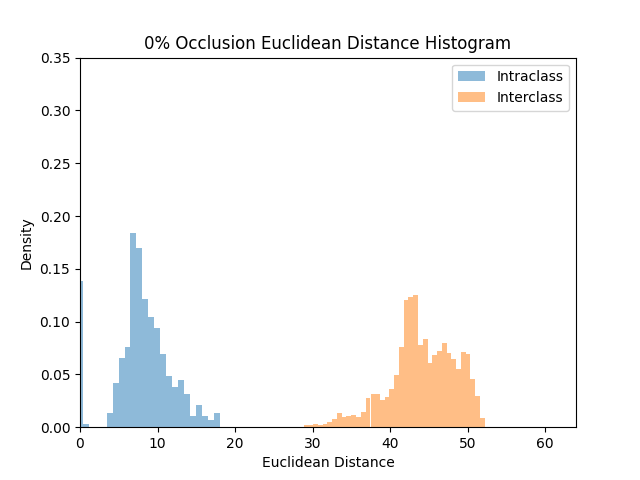 0% Occlusion Euclidean Distance Histogram
Intraclass
Interclass
Density
0.35
0.30
0.25
0.20
0.15
0.10
0.05
0.00
0 10 20 30 40 50 60
Euclidean Distance